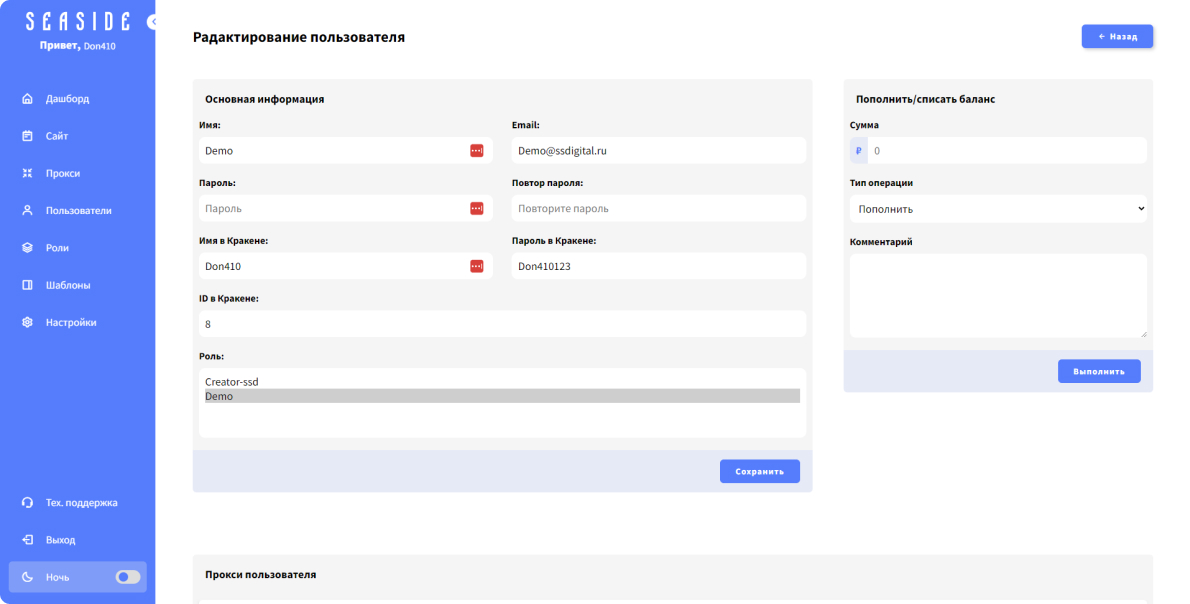 SEASIDE
Привет, Don410
Дашборд
Сайт
Прокси
Пользователи
Роли
Шаблоны
Настройки
Тех. поддержка
Выход
Ночь
Радактирование пользователя
← Назад
Основная информация
Имя:
Demo
Email:
Demo@ssdigital.ru
Пароль:
Пароль
Повтор пароля:
Повторите пароль
Имя в Кракене:
Don410
Пароль в Кракене:
Don410123
ID в Кракене:
8
Роль:
Creator-ssd
Demo
Сохранить
Пополнить/списать баланс
Сумма
₽ 0
Тип операции
Пополнить
Комментарий
Выполнить
Прокси пользователя